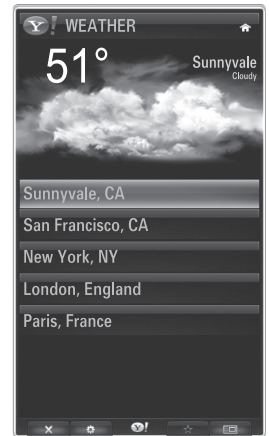 Y! WEATHER
51°
Sunnyvale
Cloudy
Sunnyvale, CA
San Francisco, CA
New York, NY
London, England
Paris, France
Y!